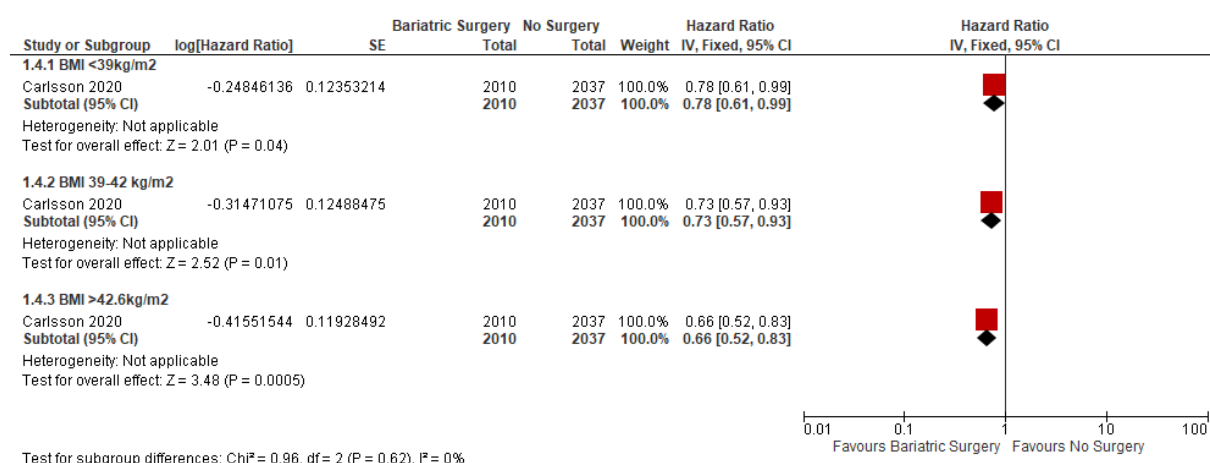 Bariatric Surgery No Surgery Hazard Ratio Hazard Ratio
Study or Subgroup log[Hazard Ratio] SE Total Total Weight IV, Fixed, 95% CI IV, Fixed, 95% CI
1.4.1 BMI <39kg/m2
Carlsson 2020 -0.24846136 0.12353214 2010 2037 100.0% 0.78 [0.61, 0.99]
Subtotal (95% CI) 2010 2037 100.0% 0.78 [0.61, 0.99]
Heterogeneity: Not applicable
Test for overall effect: Z = 2.01 (P = 0.04)
1.4.2 BMI 39-42 kg/m2
Carlsson 2020 -0.31471075 0.12488475 2010 2037 100.0% 0.73 [0.57, 0.93]
Subtotal (95% CI) 2010 2037 100.0% 0.73 [0.57, 0.93]
Heterogeneity: Not applicable
Test for overall effect: Z = 2.52 (P = 0.01)
1.4.3 BMI >42.6kg/m2
Carlsson 2020 -0.41551544 0.11928492 2010 2037 100.0% 0.66 [0.52, 0.83]
Subtotal (95% CI) 2010 2037 100.0% 0.66 [0.52, 0.83]
Heterogeneity: Not applicable
Test for overall effect: Z = 3.48 (P = 0.0005)
0.01 0.1 1 10 100
Favours Bariatric Surgery Favours No Surgery
Test for subgroup differences: Chi² = 0.96, df = 2 (P = 0.62), I² = 0%